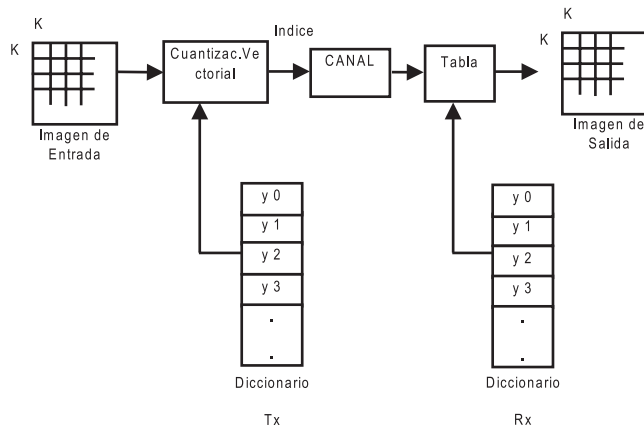 K
K
Imagen de
Entrada
Cuantizac.Ve
ctorial
Indice
CANAL
Tabla
K
K
Imagen de
Salida
y 0
y 1
y 2
y 3
.
.
Diccionario
Tx
y 0
y 1
y 2
y 3
.
.
Diccionario
Rx